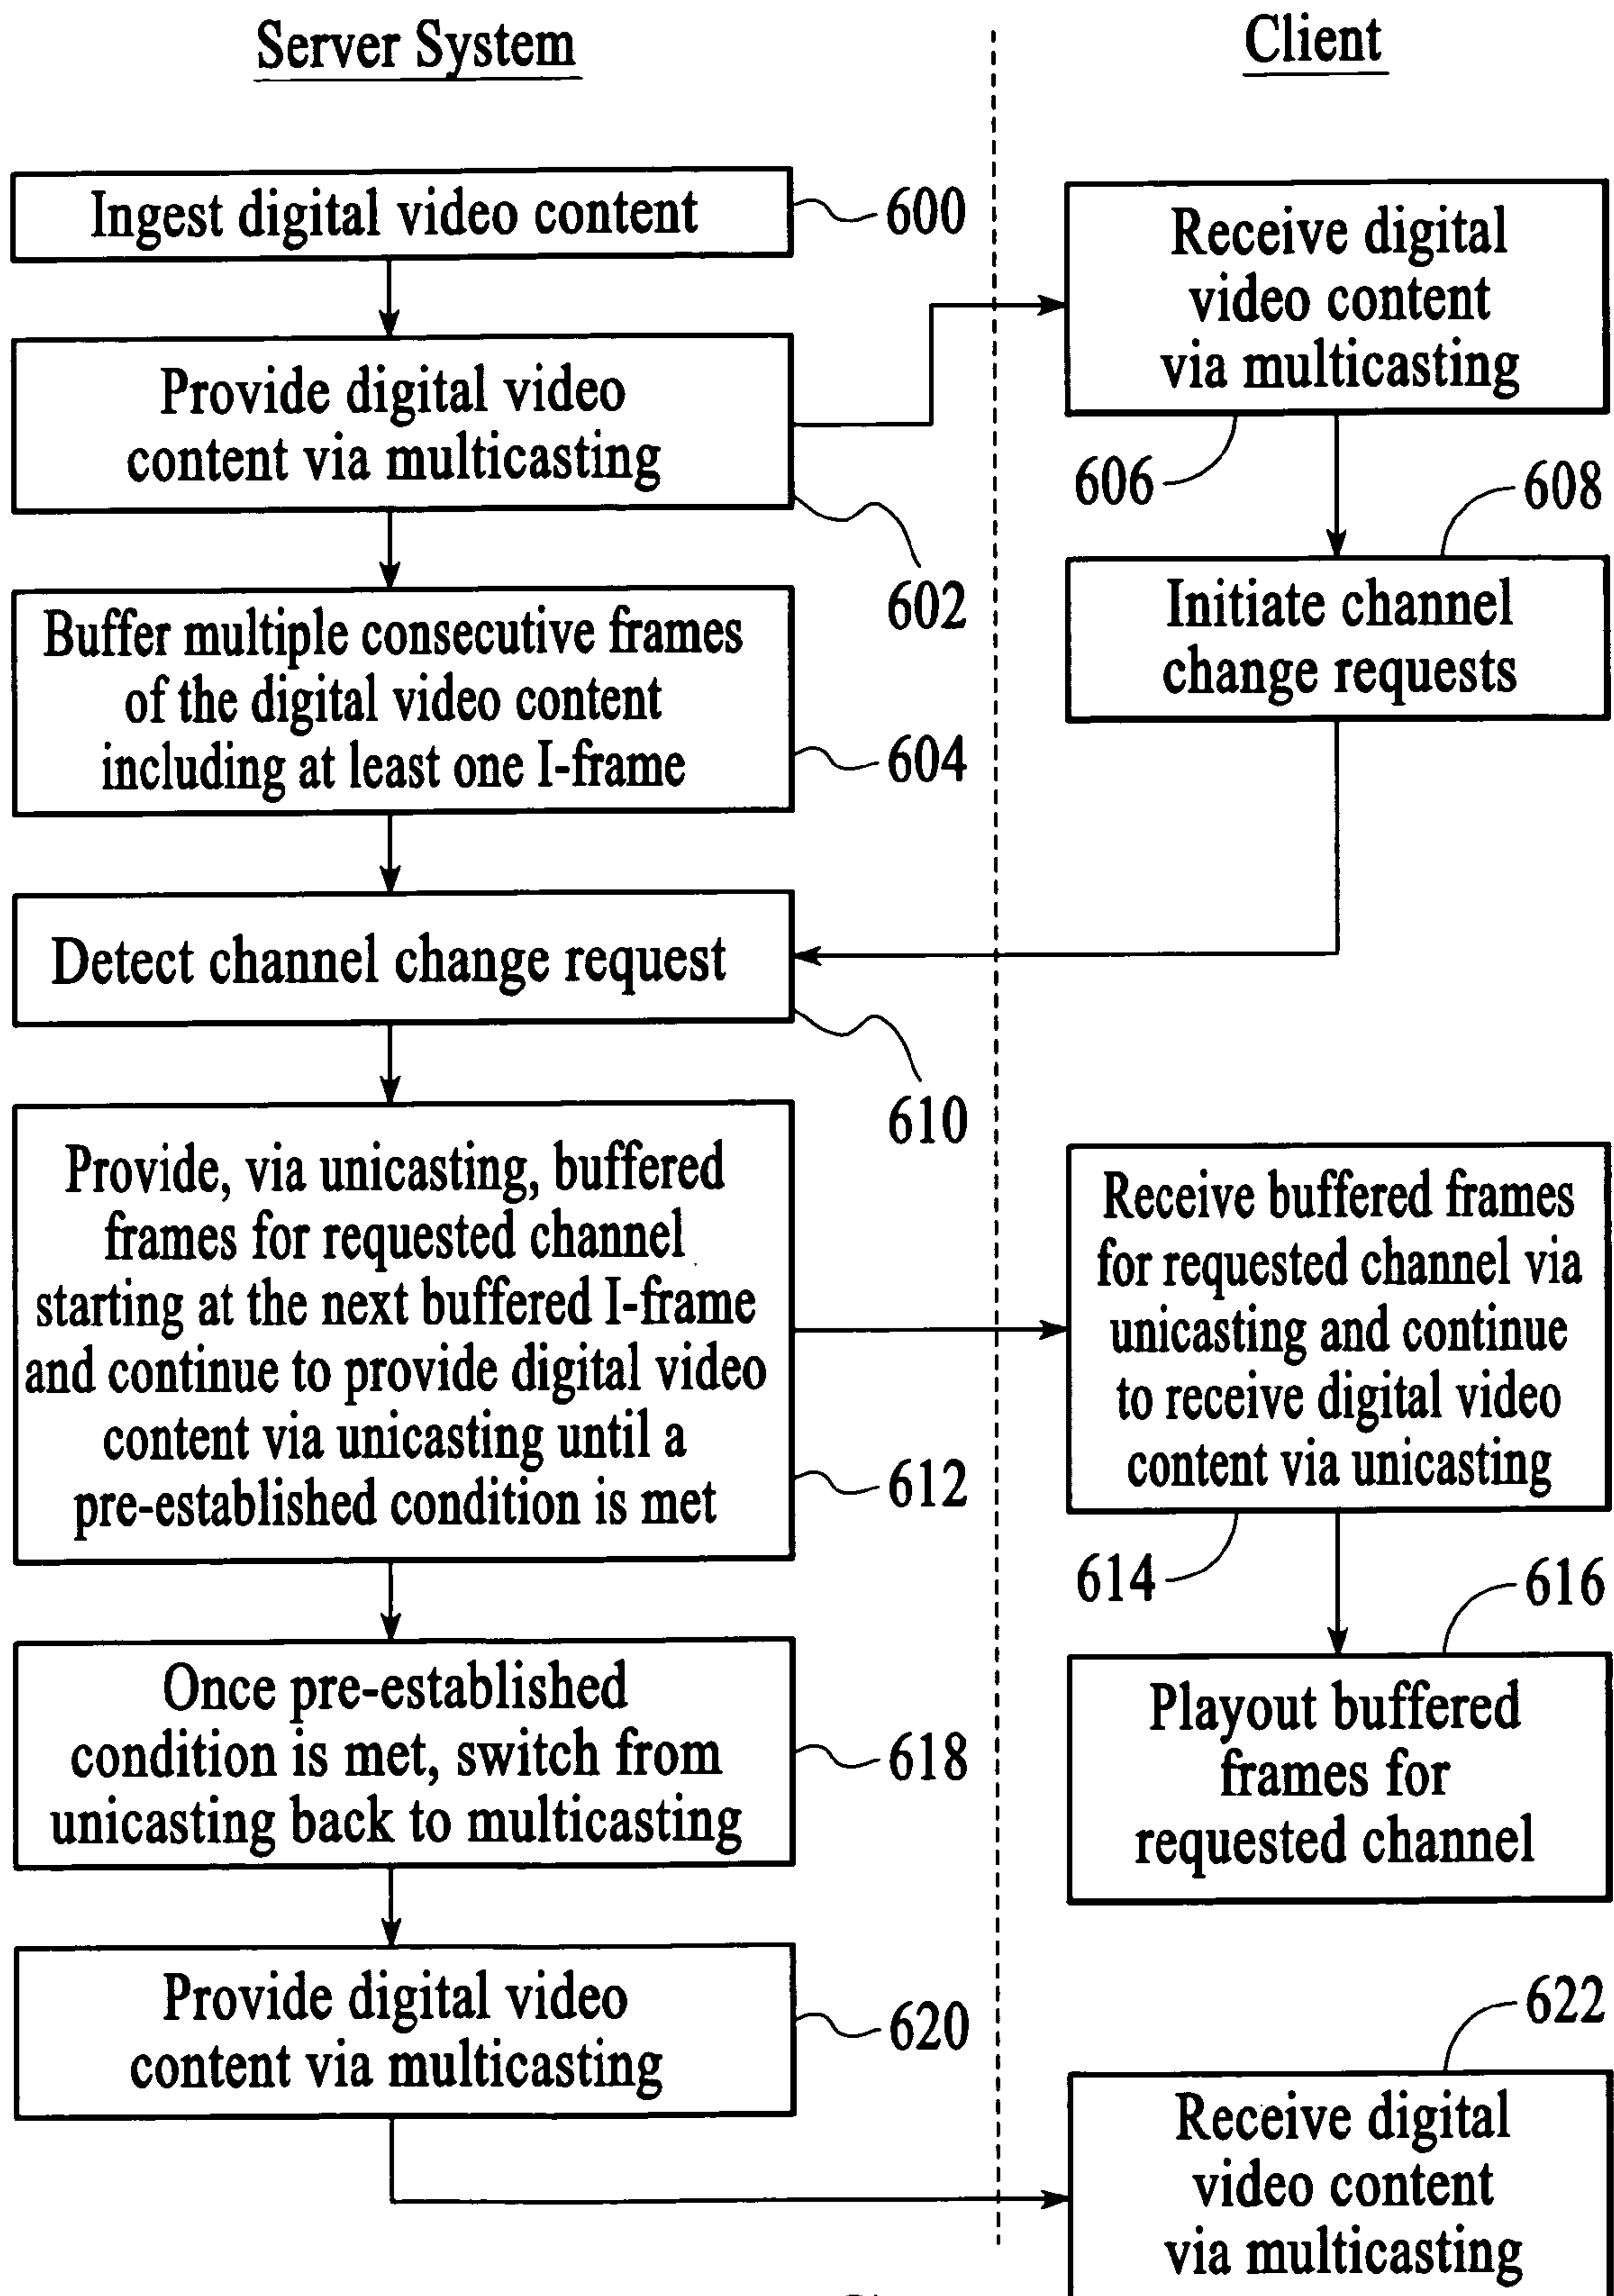 Server System
Client
Ingest digital video content
600
Provide digital video
content via multicasting
602
Receive digital
video content
via multicasting
606
608
Initiate channel
change requests
Buffer multiple consecutive frames
of the digital video content
including at least one I-frame
604
Detect channel change request
610
Provide, via unicasting, buffered
frames for requested channel
starting at the next buffered I-frame
and continue to provide digital video
content via unicasting until a
pre-established condition is met
612
Receive buffered frames
for requested channel via
unicasting and continue
to receive digital video
content via unicasting
614
616
Playout buffered
frames for
requested channel
Once pre-established
condition is met, switch from
unicasting back to multicasting
618
Provide digital video
content via multicasting
620
622
Receive digital
video content
via multicasting